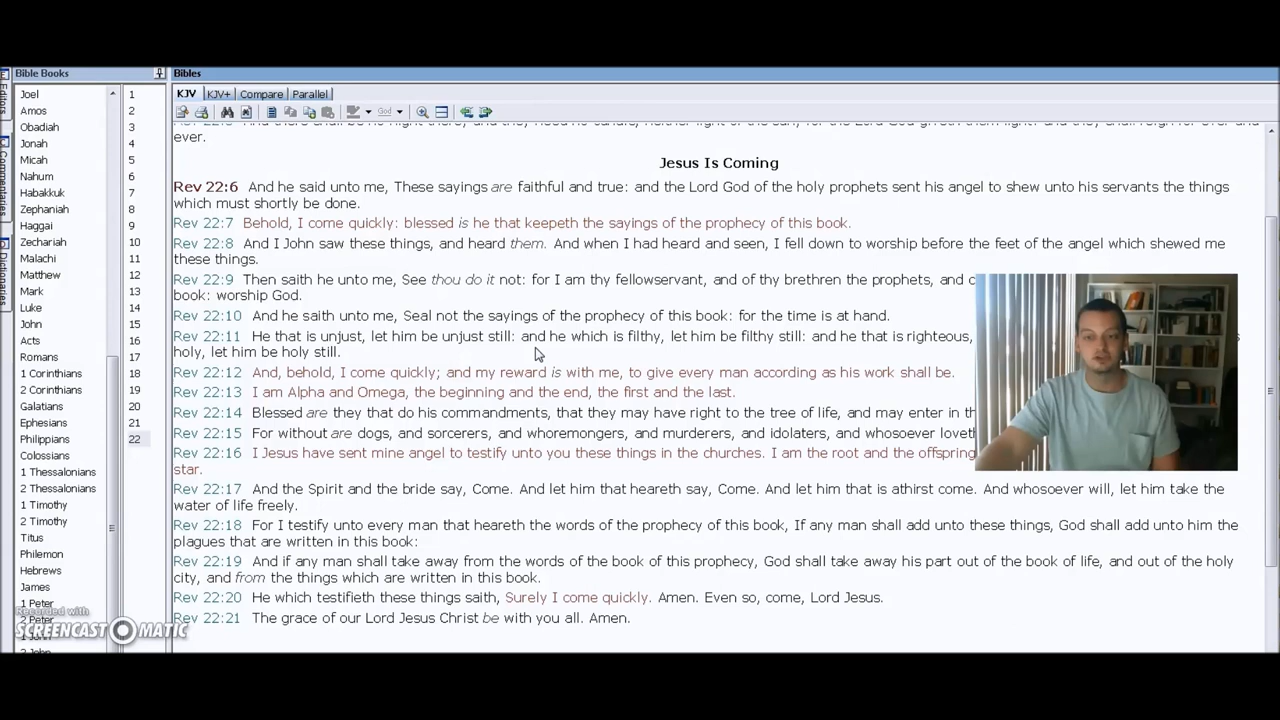 Bible Books
Bibles
Editors
Commentaries
Dictionaries
Joel
Amos
Obadiah
Jonah
Micah
Nahum
Habakkuk
Zephaniah
Haggai
Zechariah
Malachi
Matthew
Mark
Luke
John
Acts
Romans
1 Corinthians
2 Corinthians
Galatians
Ephesians
Philippians
Colossians
1 Thessalonians
2 Thessalonians
1 Timothy
2 Timothy
Titus
Philemon
Hebrews
James
1 Peter
2 Peter
1 John
2 John
1
2
3
4
5
6
7
8
9
10
11
12
13
14
15
16
17
18
19
20
21
22
KJV KJV+ Compare Parallel
God
ever.
Jesus Is Coming
Rev 22:6 And he said unto me, These sayings are faithful and true: and the Lord God of the holy prophets sent his angel to shew unto his servants the things
which must shortly be done.
Rev 22:7 Behold, I come quickly: blessed is he that keepeth the sayings of the prophecy of this book.
Rev 22:8 And I John saw these things, and heard them. And when I had heard and seen, I fell down to worship before the feet of the angel which shewed me
these things.
Rev 22:9 Then saith he unto me, See thou do it not: for I am thy fellowservant, and of thy brethren the prophets, and
book: worship God.
Rev 22:10 And he saith unto me, Seal not the sayings of the prophecy of this book: for the time is at hand.
Rev 22:11 He that is unjust, let him be unjust still: and he which is filthy, let him be filthy still: and he that is righteous,
holy, let him be holy still.
Rev 22:12 And, behold, I come quickly; and my reward is with me, to give every man according as his work shall be.
Rev 22:13 I am Alpha and Omega, the beginning and the end, the first and the last.
Rev 22:14 Blessed are they that do his commandments, that they may have right to the tree of life, and may enter in
Rev 22:15 For without are dogs, and sorcerers, and whoremongers, and murderers, and idolaters, and whosoever
Rev 22:16 I Jesus have sent mine angel to testify unto you these things in the churches. I am the root and the offspring
star.
Rev 22:17 And the Spirit and the bride say, Come. And let him that heareth say, Come. And let him that is athirst come. And whosoever will, let him take the
water of life freely.
Rev 22:18 For I testify unto every man that heareth the words of the prophecy of this book, If any man shall add unto these things, God shall add unto him the
plagues that are written in this book:
Rev 22:19 And if any man shall take away from the words of the book of this prophecy, God shall take away his part out of the book of life, and out of the holy
city, and from the things which are written in this book.
Rev 22:20 He which testifieth these things saith, Surely I come quickly. Amen. Even so, come, Lord Jesus.
Rev 22:21 The grace of our Lord Jesus Christ be with you all. Amen.
Recorded with
SCREENCAST-O-MATIC